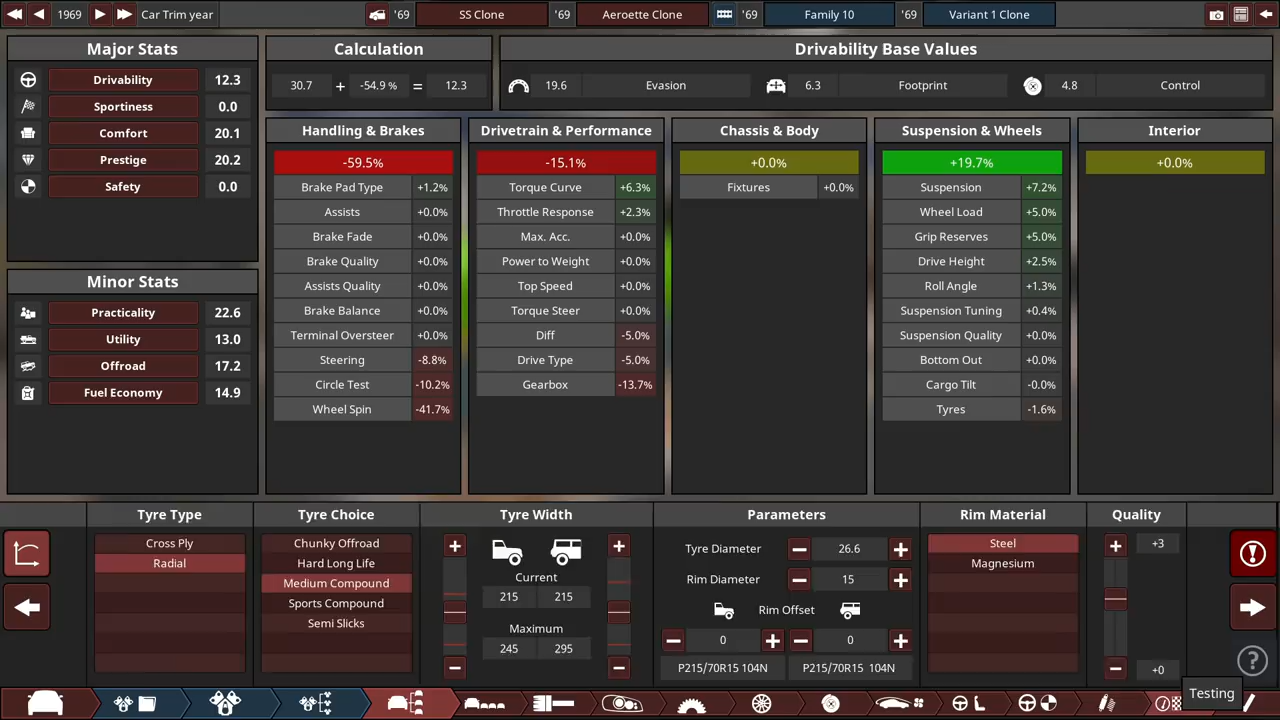 1969 Car Trim year '69 SS Clone '69 Aeroette Clone '69 Family 10 '69 Variant 1 Clone
Major Stats
Drivability 12.3
Sportiness 0.0
Comfort 20.1
Prestige 20.2
Safety 0.0
Minor Stats
Practicality 22.6
Utility 13.0
Offroad 17.2
Fuel Economy 14.9
Calculation
30.7 + -54.9 % = 12.3
Drivability Base Values
19.6 Evasion 6.3 Footprint 4.8 Control
Handling & Brakes
-59.5%
Brake Pad Type +1.2%
Assists +0.0%
Brake Fade +0.0%
Brake Quality +0.0%
Assists Quality +0.0%
Brake Balance +0.0%
Terminal Oversteer +0.0%
Steering -8.8%
Circle Test -10.2%
Wheel Spin -41.7%
Drivetrain & Performance
-15.1%
Torque Curve +6.3%
Throttle Response +2.3%
Max. Acc. +0.0%
Power to Weight +0.0%
Top Speed +0.0%
Torque Steer +0.0%
Diff -5.0%
Drive Type -5.0%
Gearbox -13.7%
Chassis & Body
+0.0%
Fixtures +0.0%
Suspension & Wheels
+19.7%
Suspension +7.2%
Wheel Load +5.0%
Grip Reserves +5.0%
Drive Height +2.5%
Roll Angle +1.3%
Suspension Tuning +0.4%
Suspension Quality +0.0%
Bottom Out +0.0%
Cargo Tilt -0.0%
Tyres -1.6%
Interior
+0.0%
Tyre Type
Cross Ply
Radial
Tyre Choice
Chunky Offroad
Hard Long Life
Medium Compound
Sports Compound
Semi Slicks
Tyre Width
Current
215 215
Maximum
245 295
Parameters
Tyre Diameter 26.6
Rim Diameter 15
Rim Offset
0 0
P215/70R15 104N P215/70R15 104N
Rim Material
Steel
Magnesium
Quality
+3
+0
Testing